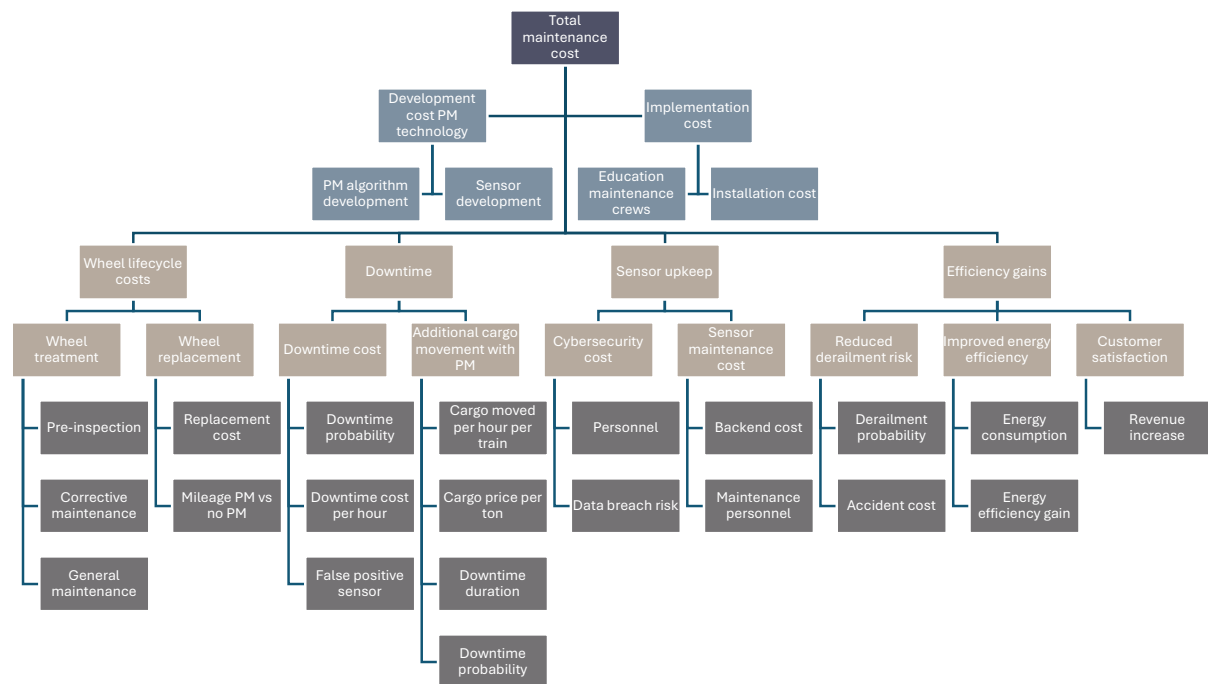 Total
maintenance
cost
Development
cost PM
technology
Implementation
cost
PM algorithm
development
Sensor
development
Education
maintenance
crews
Installation cost
Wheel lifecycle
costs
Downtime
Sensor upkeep
Efficiency gains
Wheel
treatment
Wheel
replacement
Downtime cost
Additional cargo
movement with
PM
Cybersecurity
cost
Sensor
maintenance
cost
Reduced
derailment risk
Improved energy
efficiency
Customer
satisfaction
Pre-inspection
Replacement
cost
Downtime
probability
Cargo moved
per hour per
train
Personnel
Backend cost
Derailment
probability
Energy
consumption
Revenue
increase
Corrective
maintenance
Mileage PM vs
no PM
Downtime cost
per hour
Cargo price per
ton
Data breach risk
Maintenance
personnel
Accident cost
Energy
efficiency gain
General
maintenance
False positive
sensor
Downtime
duration
Downtime
probability